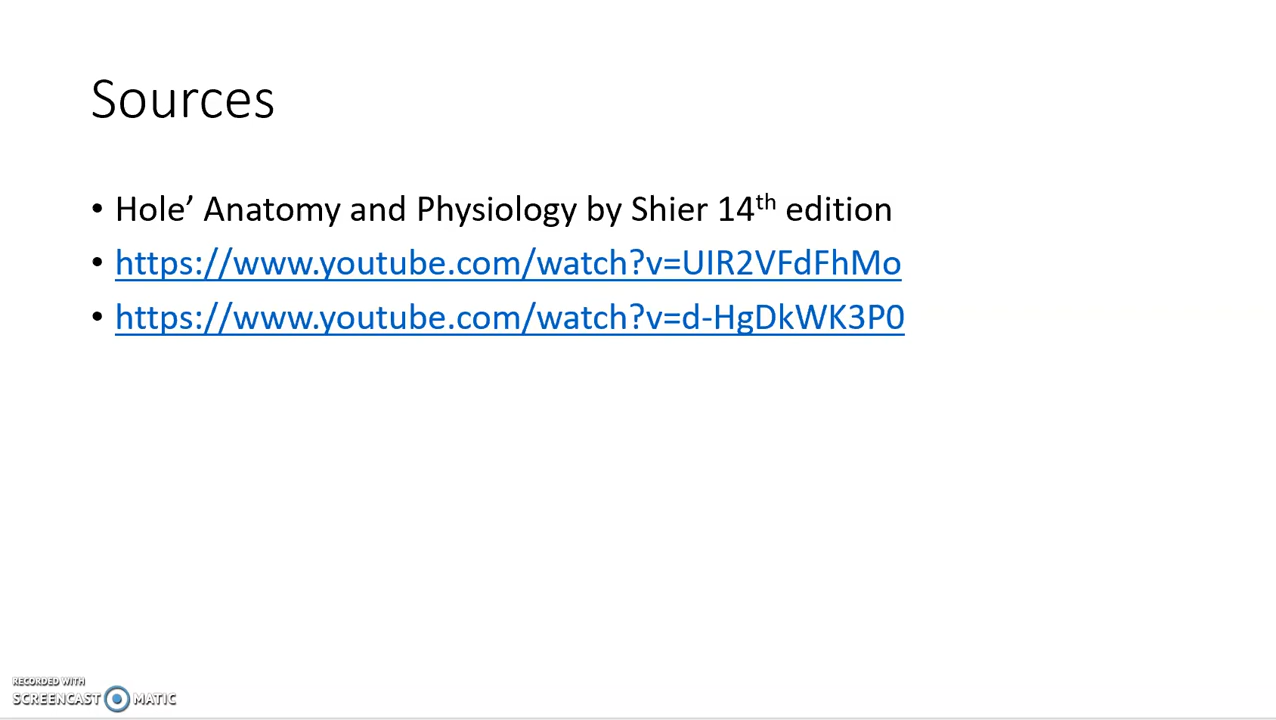 Sources
• Hole’ Anatomy and Physiology by Shier 14th edition
• https://www.youtube.com/watch?v=UIR2VFdFhMo
• https://www.youtube.com/watch?v=d-HgDkWK3P0
RECORDED WITH
SCREENCAST MATIC